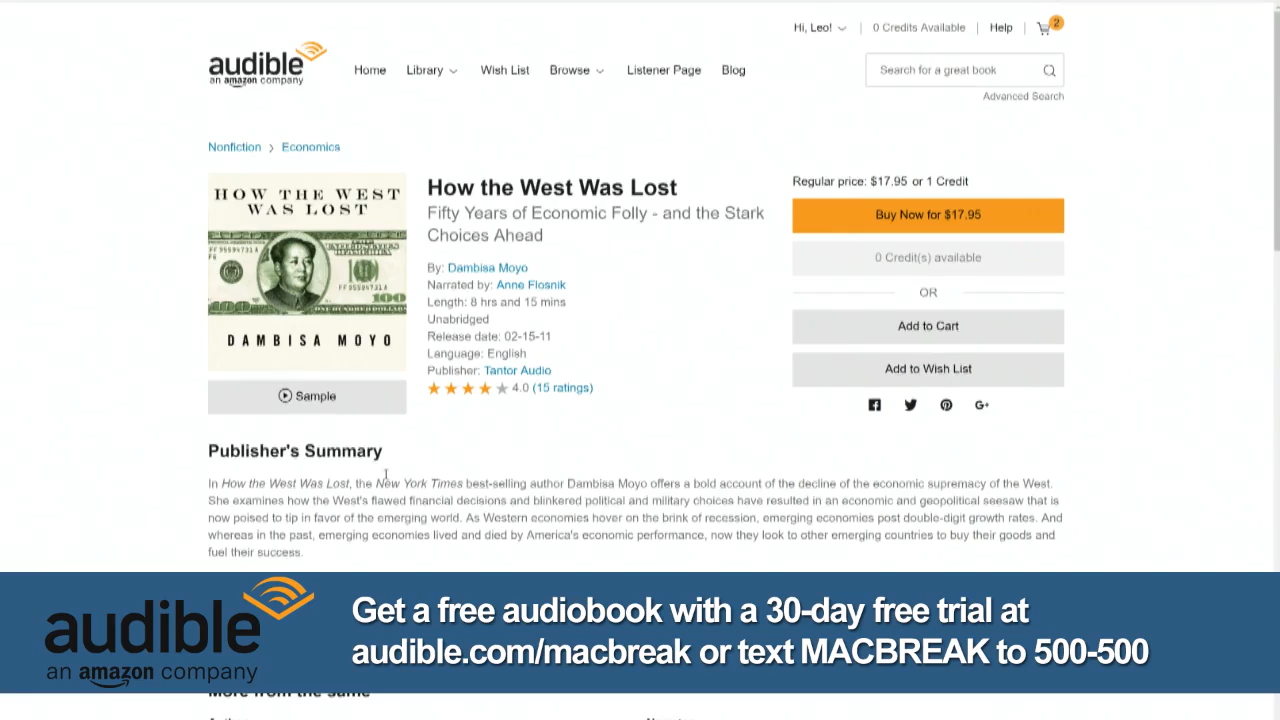 Hi, Leo!
0 Credits Available
Help
2
audible
an amazon company
Home
Library
Wish List
Browse
Listener Page
Blog
Search for a great book
Advanced Search
Nonfiction > Economics
HOW THE WEST
WAS LOST
100
100
ONE HUNDRED DOLLARS
DAMBISA MOYO
Sample
How the West Was Lost
Fifty Years of Economic Folly - and the Stark
Choices Ahead
By: Dambisa Moyo
Narrated by: Anne Flosnik
Length: 8 hrs and 15 mins
Unabridged
Release date: 02-15-11
Language: English
Publisher: Tantor Audio
4.0 (15 ratings)
Regular price: $17.95 or 1 Credit
Buy Now for $17.95
0 Credit(s) available
OR
Add to Cart
Add to Wish List
G+
Publisher's Summary
In How the West Was Lost, the New York Times best-selling author Dambisa Moyo offers a bold account of the decline of the economic supremacy of the West.
She examines how the West's flawed financial decisions and blinkered political and military choices have resulted in an economic and geopolitical seesaw that is
now poised to tip in favor of the emerging world. As Western economies hover on the brink of recession, emerging economies post double-digit growth rates. And
whereas in the past, emerging economies lived and died by America's economic performance, now they look to other emerging countries to buy their goods and
fuel their success.
audible
an amazon company
Get a free audiobook with a 30-day free trial at
audible.com/macbreak or text MACBREAK to 500-500
More from the same